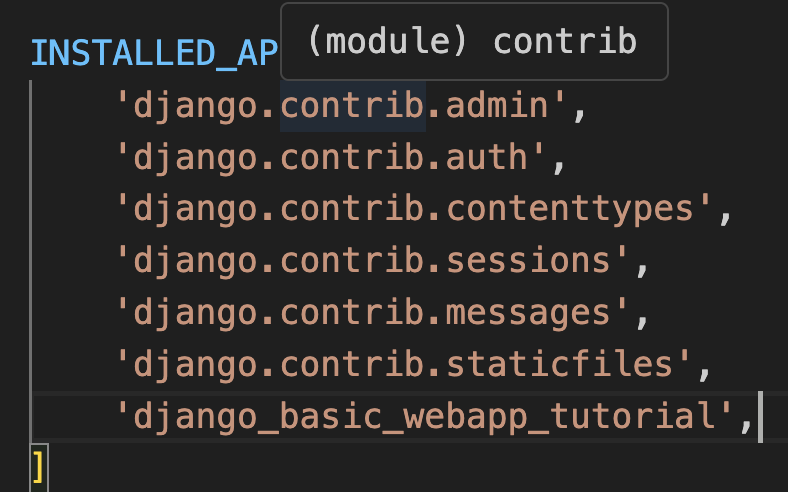 (module) contrib
INSTALLED_AP
'django.contrib.admin',
'django.contrib.auth',
'django.contrib.contenttypes',
'django.contrib.sessions',
'django.contrib.messages',
'django.contrib.staticfiles',
'django_basic_webapp_tutorial',
]